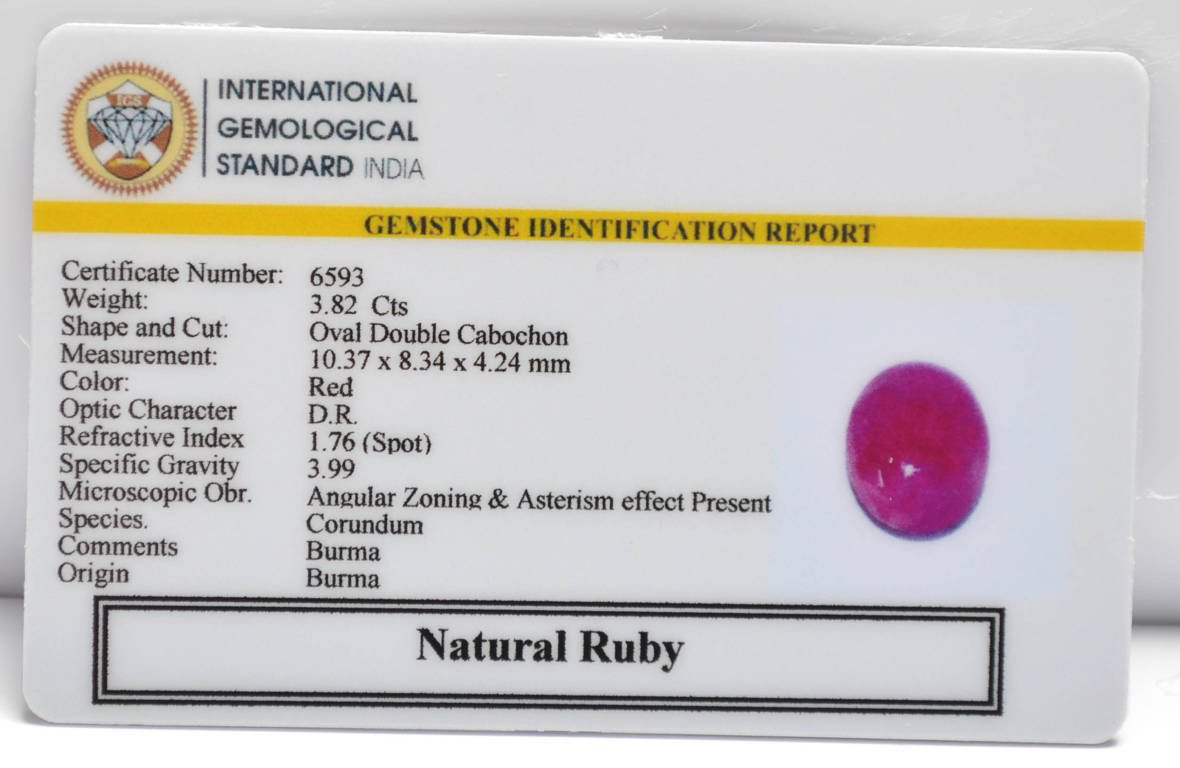 IGS
INTERNATIONAL
GEMOLOGICAL
STANDARD INDIA
GEMSTONE IDENTIFICATION REPORT
Certificate Number: 6593
Weight: 3.82 Cts
Shape and Cut: Oval Double Cabochon
Measurement: 10.37 x 8.34 x 4.24 mm
Color: Red
Optic Character D.R.
Refractive Index 1.76 (Spot)
Specific Gravity 3.99
Microscopic Obr. Angular Zoning & Asterism effect Present
Species. Corundum
Comments Burma
Origin Burma
Natural Ruby